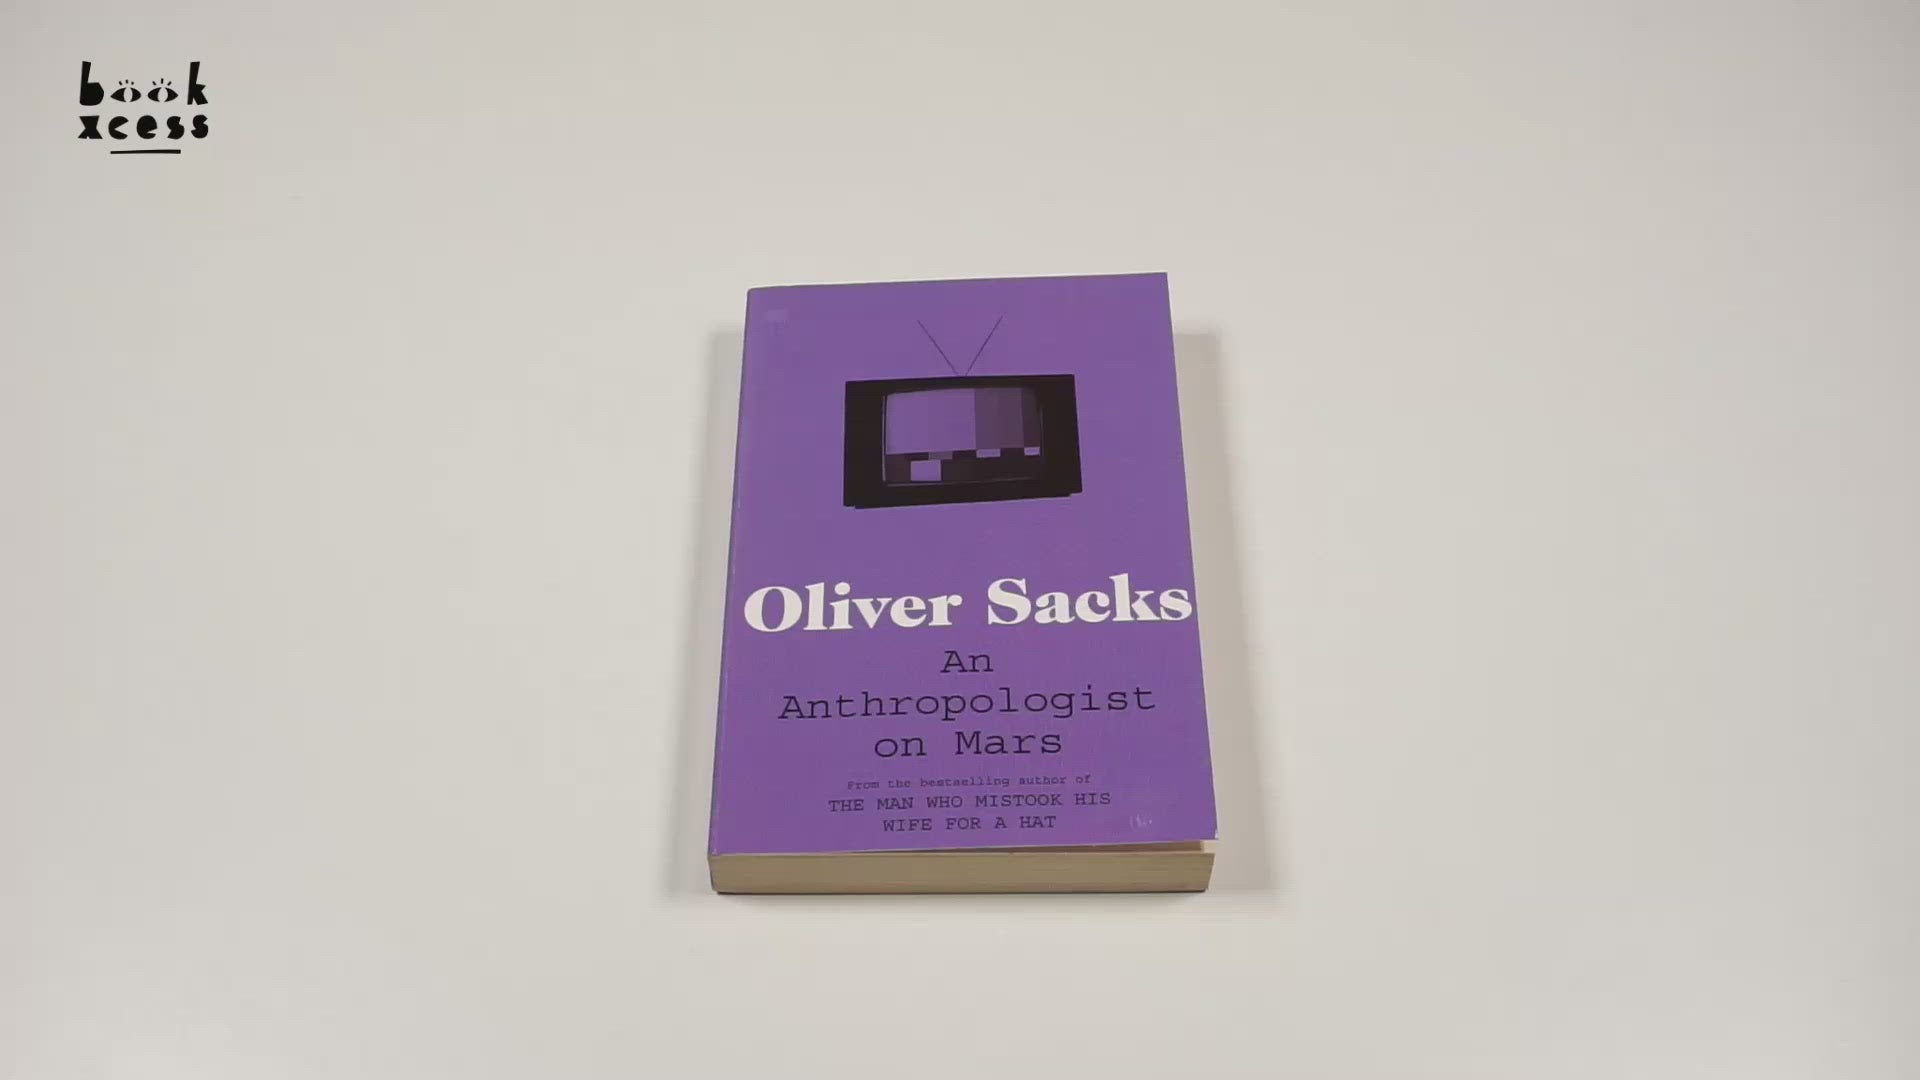 book
xcess
Oliver Sacks
An
Anthropologist
on Mars
From the bestselling author of
THE MAN WHO MISTOOK HIS
WIFE FOR A HAT